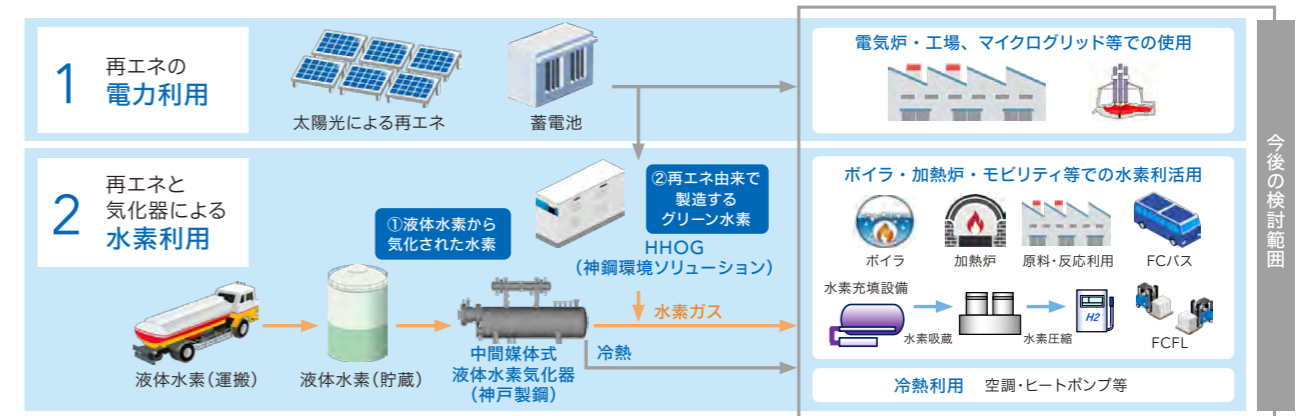 1
再エネの
電力利用
太陽光による再エネ
蓄電池
電気炉・工場、マイクログリッド等での使用
2
再エネと
気化器による
水素利用
①液体水素から
気化された水素
②再エネ由来で
製造する
グリーン水素
HHOG
(神鋼環境ソリューション)
液体水素(運搬)
液体水素(貯蔵)
中間媒体式
液体水素気化器
(神戸製鋼)
水素ガス
冷熱
ボイラ・加熱炉・モビリティ等での水素利活用
ボイラ
加熱炉
原料・反応利用
FCバス
水素充填設備
水素吸蔵
水素圧縮
H2
FCFL
冷熱利用 空調・ヒートポンプ等
今後の検討範囲